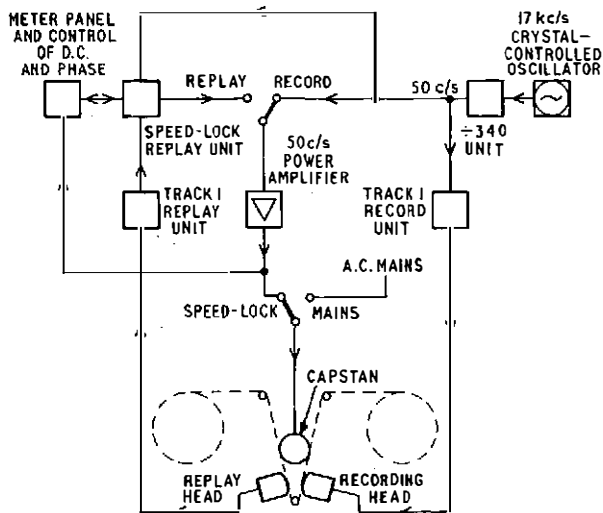 METER PANEL
AND CONTROL
OF D.C.
AND PHASE
17 kc/s
CRYSTAL-
CONTROLLED
OSCILLATOR
REPLAY
RECORD
50 c/s
SPEED-LOCK
REPLAY UNIT
÷340
UNIT
50c/s
POWER
AMPLIFIER
TRACK I
REPLAY
UNIT
TRACK I
RECORD
UNIT
A.C. MAINS
SPEED-LOCK
MAINS
CAPSTAN
REPLAY
HEAD
RECORDING
HEAD